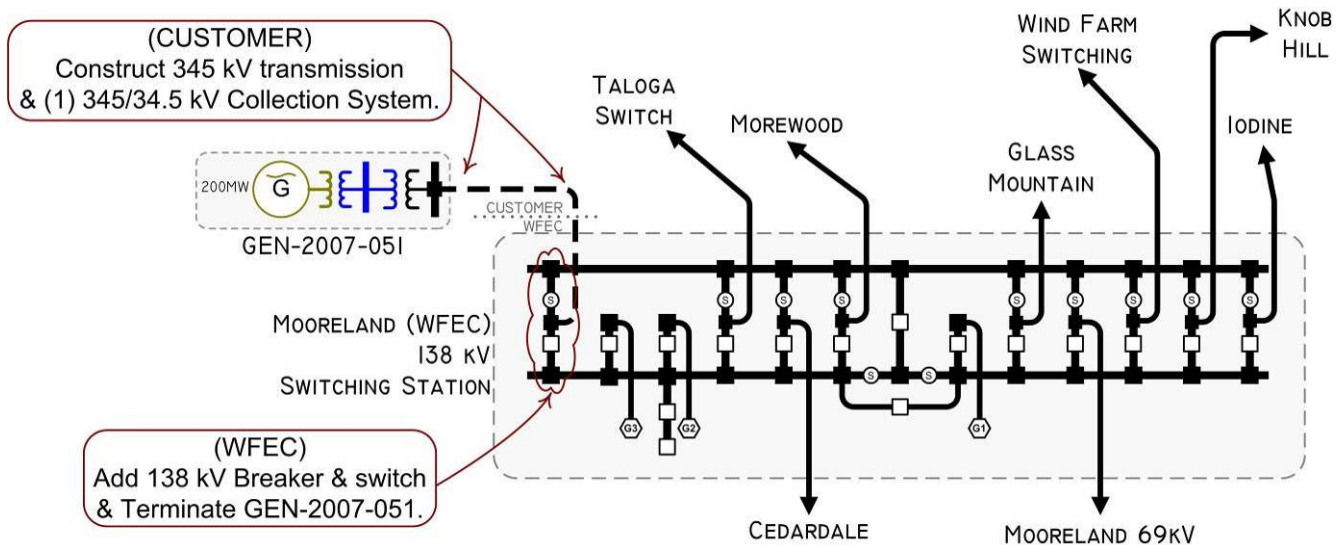 (CUSTOMER)
Construct 345 kV transmission
& (1) 345/34.5 kV Collection System.
200MW
G
GEN-2007-051
CUSTOMER
WFEC
TALOGA
SWITCH
MOREWOOD
GLASS
MOUNTAIN
WIND FARM
SWITCHING
KNOB
HILL
IODINE
MOORELAND (WFEC)
138 KV
SWITCHING STATION
S
S
S
S
S
S
S
S
S
S
S
G3
G2
G1
(WFEC)
Add 138 kV Breaker & switch
& Terminate GEN-2007-051.
CEDARDALE
MOORELAND 69KV